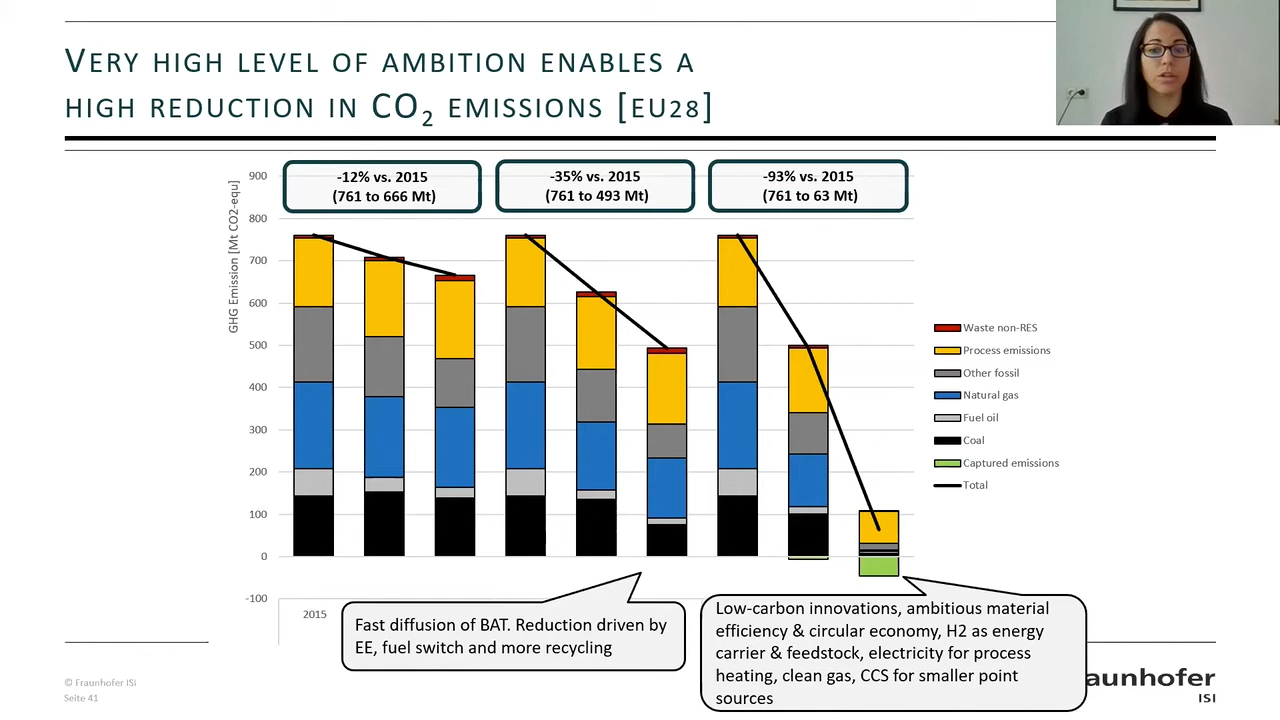 VERY HIGH LEVEL OF AMBITION ENABLES A
HIGH REDUCTION IN CO2 EMISSIONS [EU28]
-12% vs. 2015
(761 to 666 Mt)
-35% vs. 2015
(761 to 493 Mt)
-93% vs. 2015
(761 to 63 Mt)
GHG Emission [Mt CO2-equ]
900
800
700
600
500
400
300
200
100
0
-100
2015
Waste non-RES
Process emissions
Other fossil
Natural gas
Fuel oil
Coal
Captured emissions
Total
Fast diffusion of BAT. Reduction driven by
EE, fuel switch and more recycling
Low-carbon innovations, ambitious material
efficiency & circular economy, H2 as energy
carrier & feedstock, electricity for process
heating, clean gas, CCS for smaller point
sources
© Fraunhofer ISI
Seite 41
aunhofer
ISI